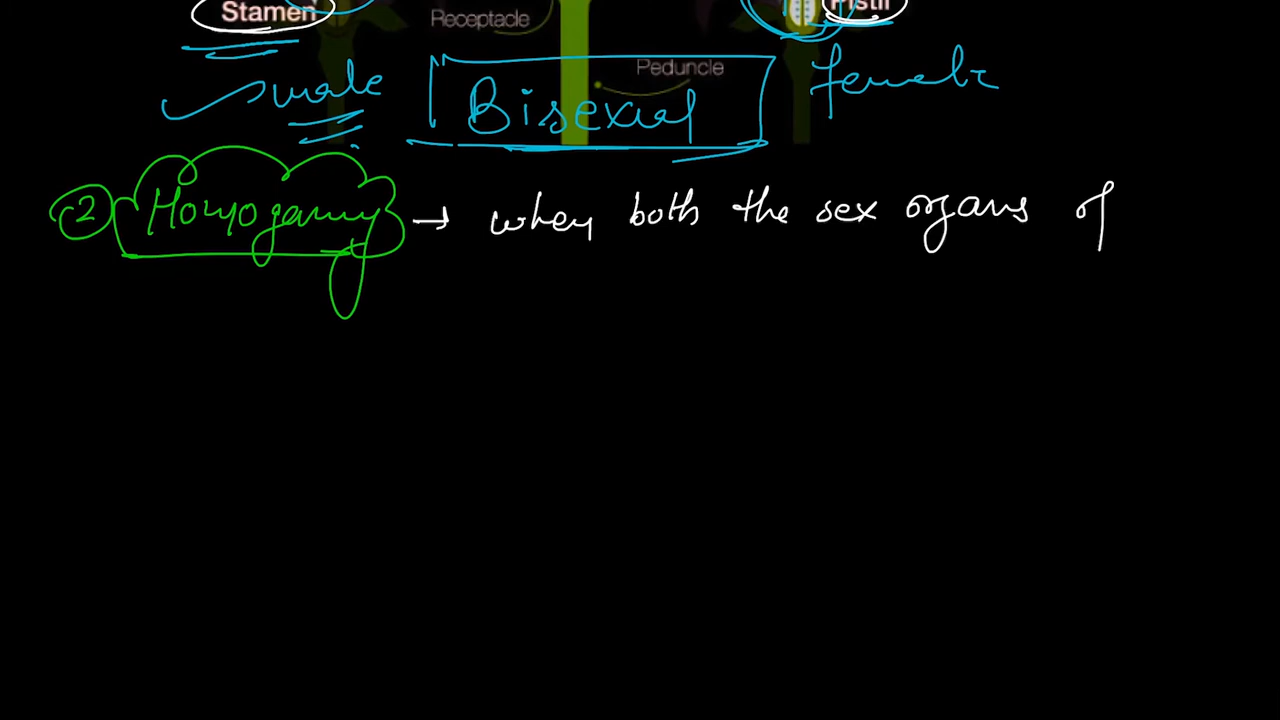 Stamen Receptacle Pistil
Peduncle
male Bisexual female
2 Homogamy → when both the sex organs of